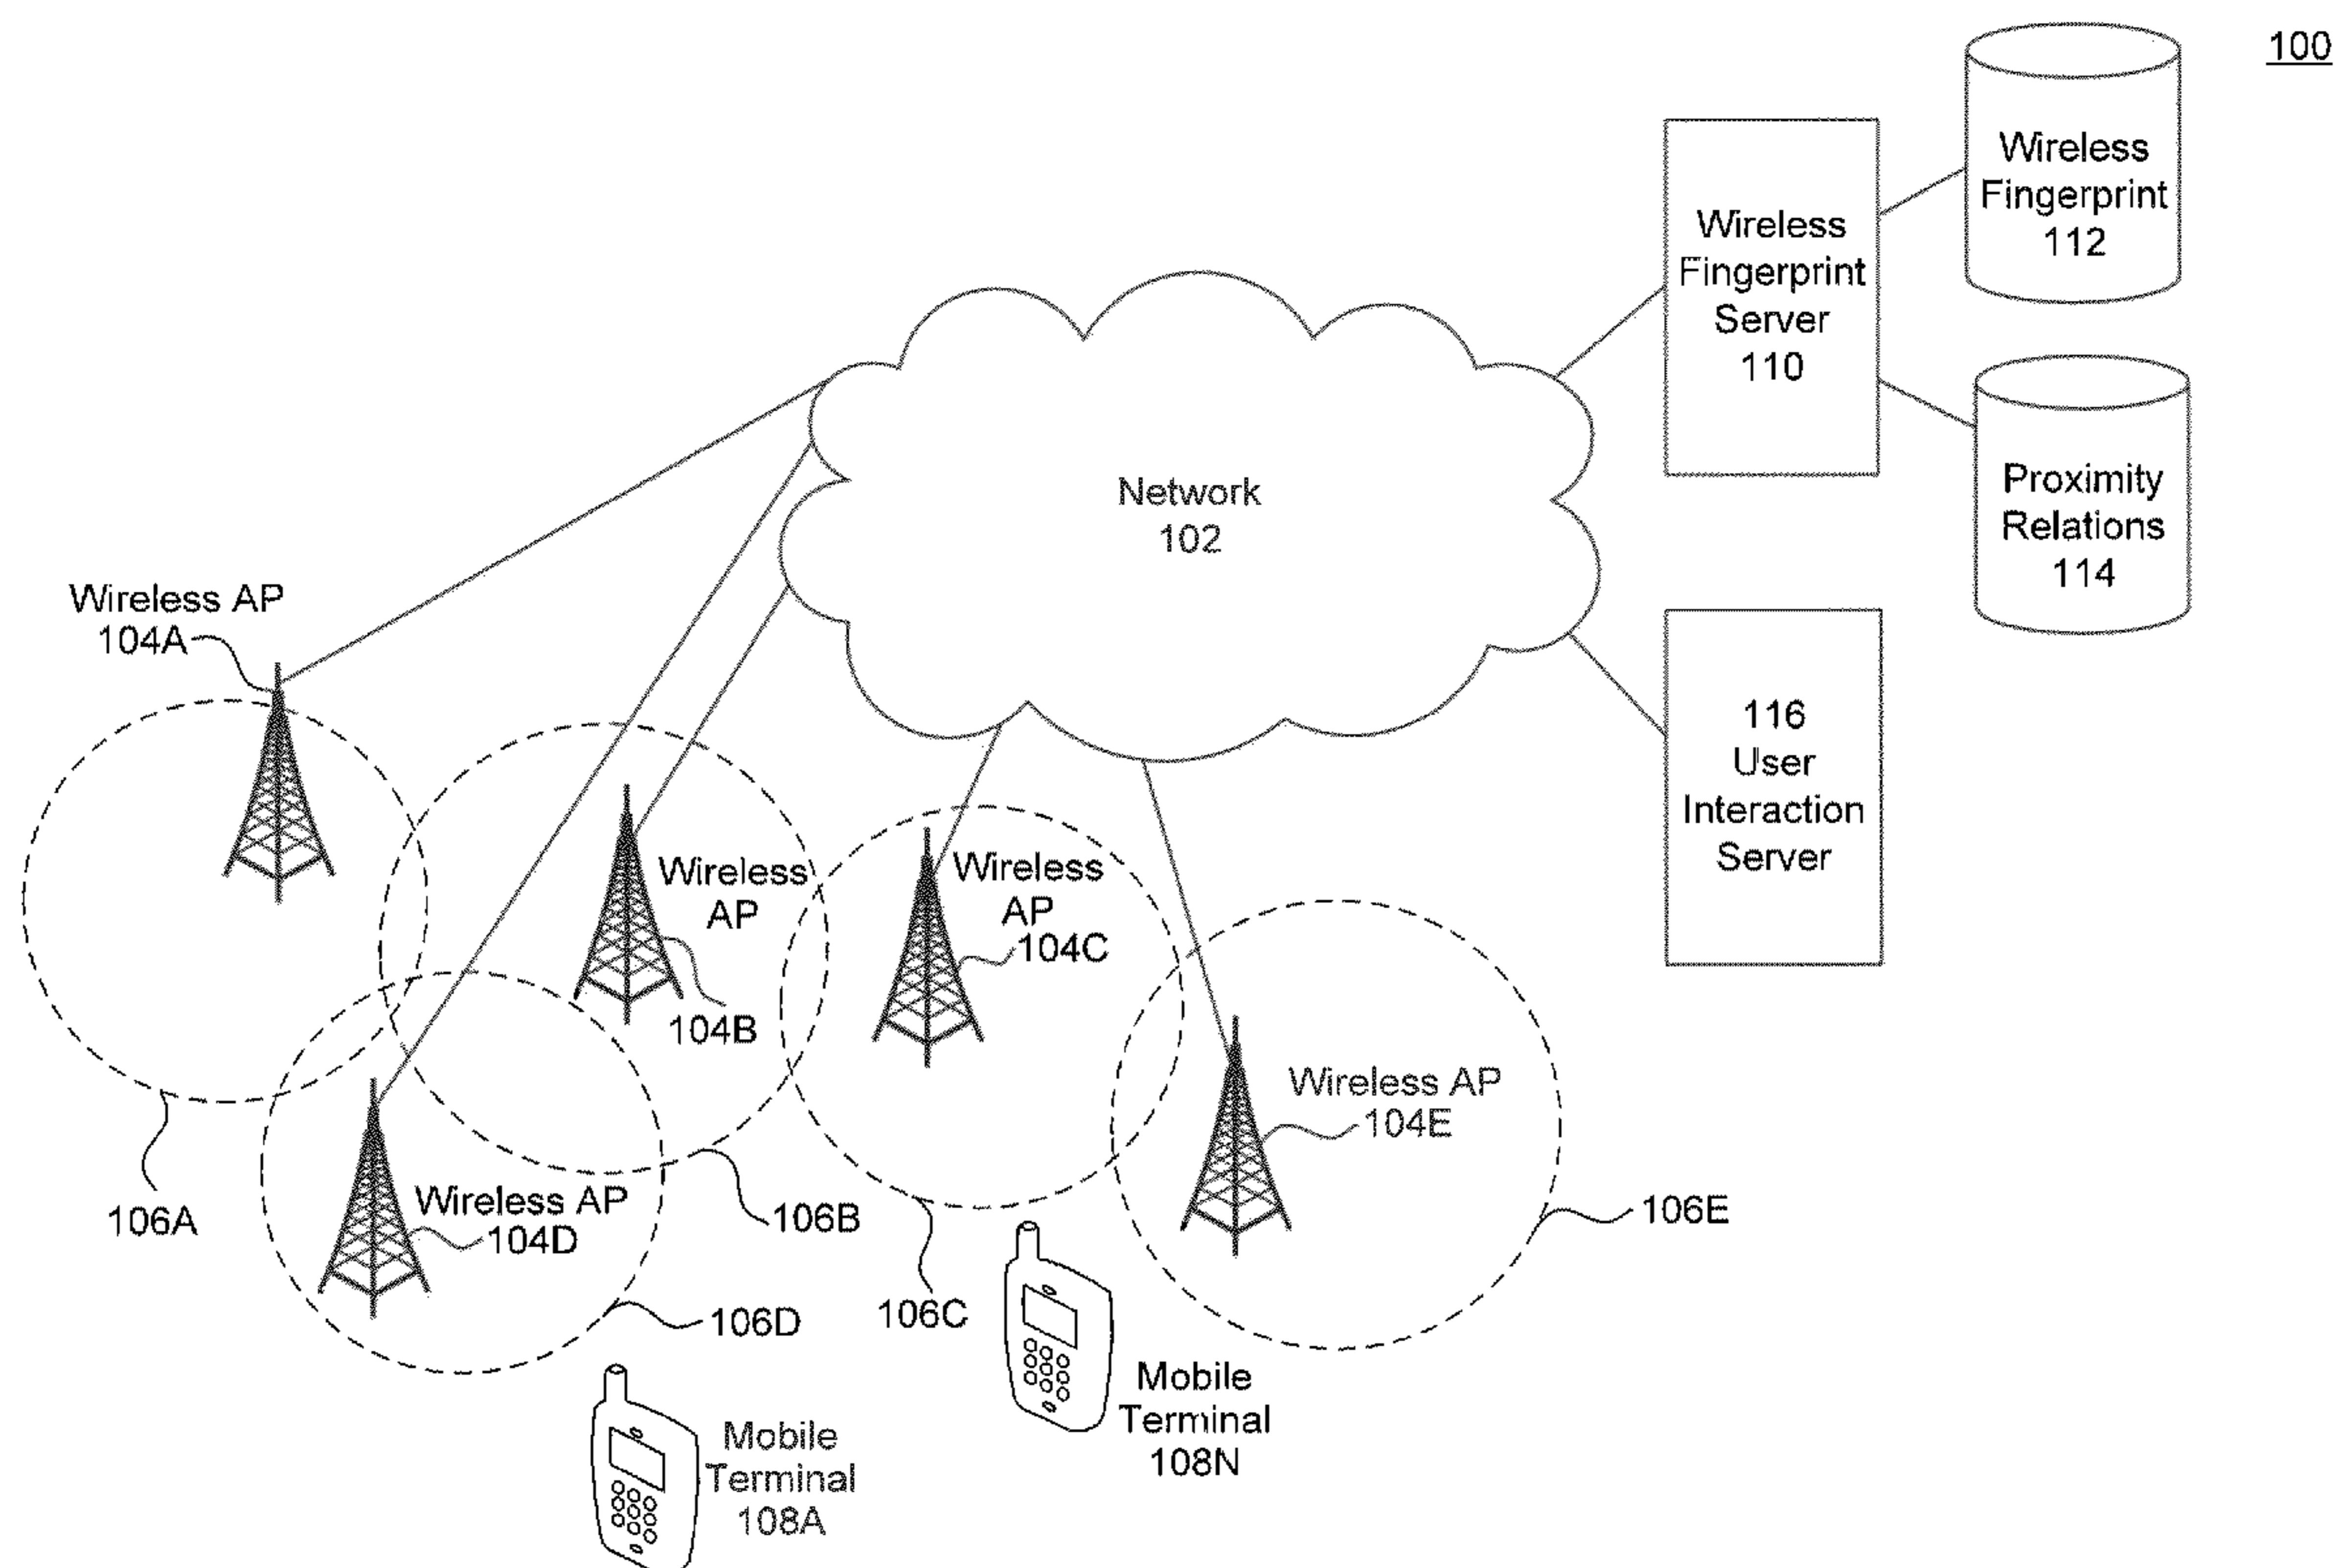 100
Wireless
Fingerprint
112
Wireless
Fingerprint
Server
110
Proximity
Relations
114
Network
102
Wireless AP
104A
116
User
Interaction
Server
Wireless
AP
104B
Wireless
AP
104C
Wireless AP
104E
Wireless AP
104D
106A
106B
106C
106D
106E
Mobile
Terminal
108N
Mobile
Terminal
108A